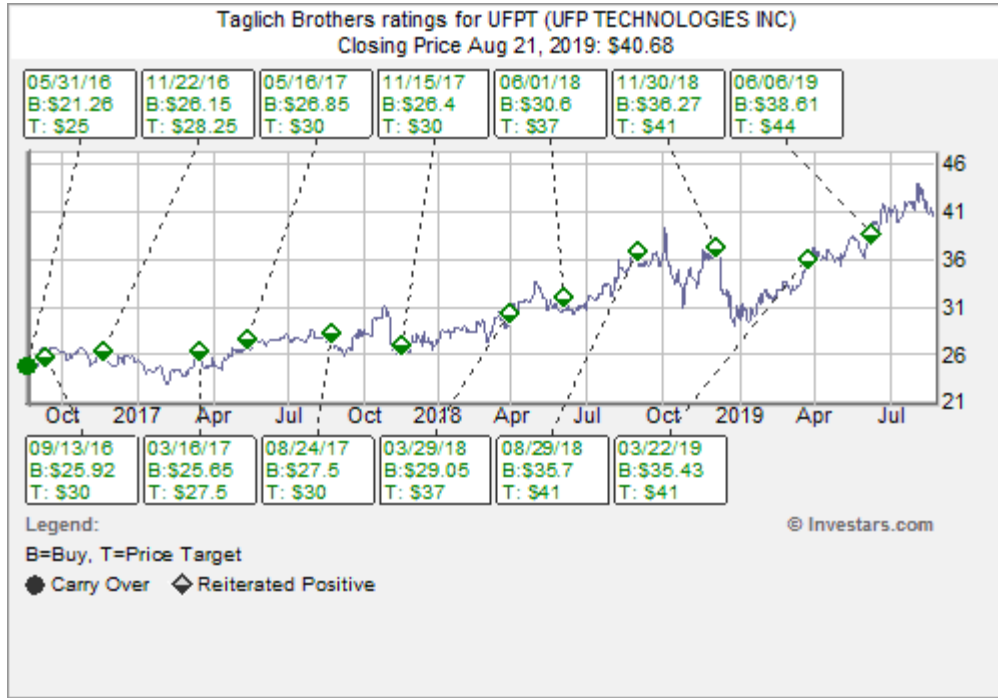 Taglich Brothers ratings for UFPT (UFP TECHNOLOGIES INC)
Closing Price Aug 21, 2019: $40.68
05/31/16
B:$21.26
T: $25
11/22/16
B:$26.15
T: $28.25
05/16/17
B:$26.85
T: $30
11/15/17
B:$26.4
T: $30
06/01/18
B:$30.6
T: $37
11/30/18
B:$36.27
T: $41
06/06/19
B:$38.61
T: $44
46
41
36
31
26
21
Oct 2017 Apr Jul Oct 2018 Apr Jul Oct 2019 Apr Jul
09/13/16
B:$25.92
T: $30
03/16/17
B:$25.65
T: $27.5
08/24/17
B:$27.5
T: $30
03/29/18
B:$29.05
T: $37
08/29/18
B:$35.7
T: $41
03/22/19
B:$35.43
T: $41
Legend:
© Investars.com
B=Buy, T=Price Target
Carry Over Reiterated Positive